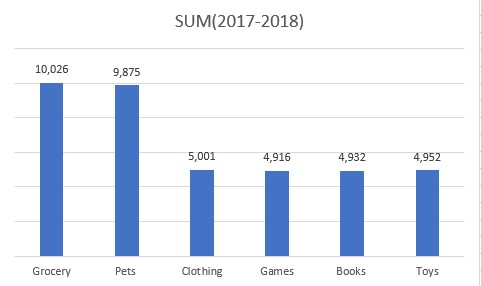 SUM(2017-2018)
10,026
9,875
5,001
4,916
4,932
4,952
Grocery
Pets
Clothing
Games
Books
Toys